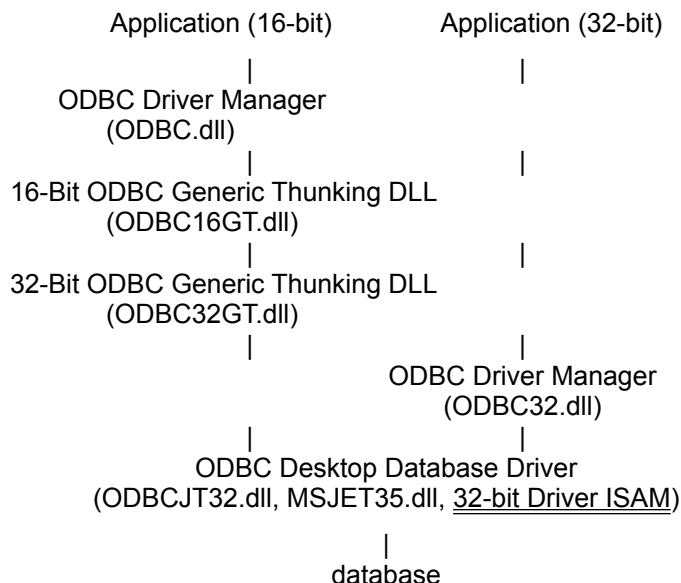 Application (16-bit) Application (32-bit)
| |
ODBC Driver Manager
(ODBC.dll)
| |
16-Bit ODBC Generic Thunking DLL
(ODBC16GT.dll)
| |
32-Bit ODBC Generic Thunking DLL
(ODBC32GT.dll)
| |
ODBC Driver Manager
(ODBC32.dll)
| |
ODBC Desktop Database Driver
(ODBCJT32.dll, MSJET35.dll, 32-bit Driver ISAM)
|
database